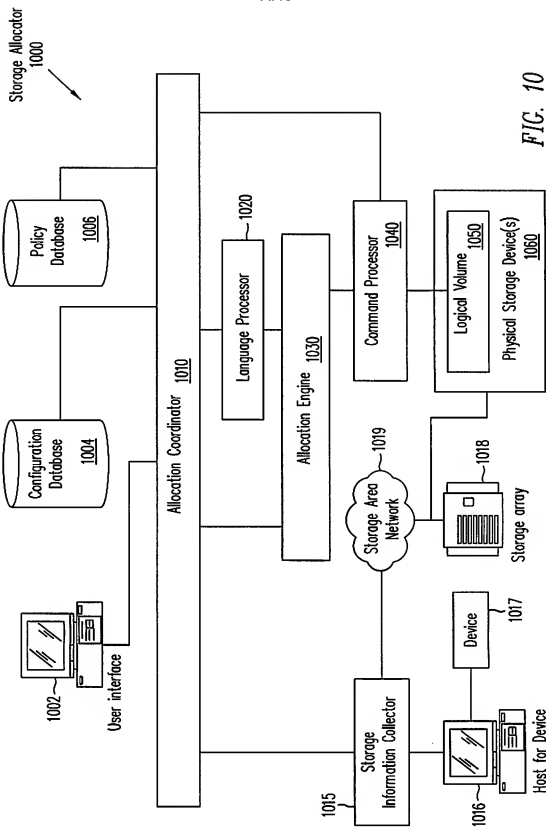 Storage Allocator
1000
Policy
Database
1006
Configuration
Database
1004
1002
User interface
Allocation Coordinator
1010
1020
Language Processor
Allocation Engine
1030
Command Processor
1040
Logical Volume
1050
Physical Storage Device(s)
1060
1019
Storage Area
Network
1018
Storage array
1015
Storage
Information Collector
Device
1017
1016
Host for Device
FIG. 10